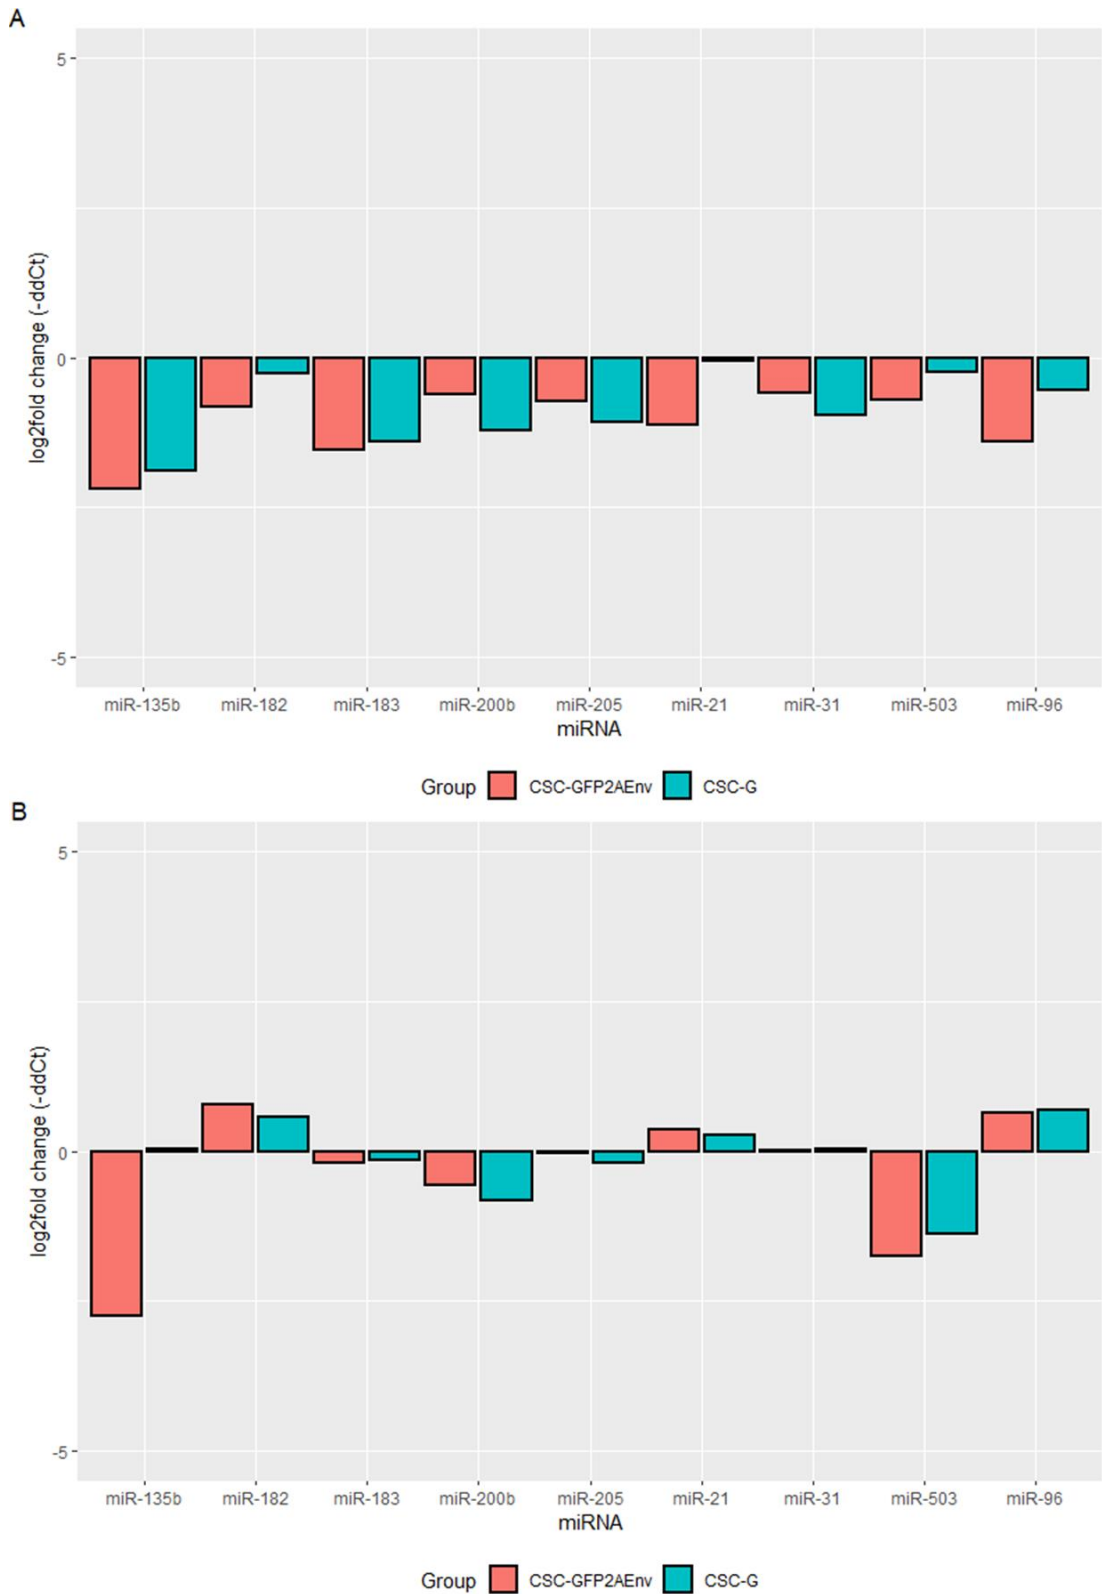 A
5
0
-5
log2fold change (-ddCt)
miR-135b miR-182 miR-183 miR-200b miR-205 miR-21 miR-31 miR-503 miR-96
miRNA
Group CSC-GFP2AEnv CSC-G
B
5
0
-5
log2fold change (-ddCt)
miR-135b miR-182 miR-183 miR-200b miR-205 miR-21 miR-31 miR-503 miR-96
miRNA
Group CSC-GFP2AEnv CSC-G